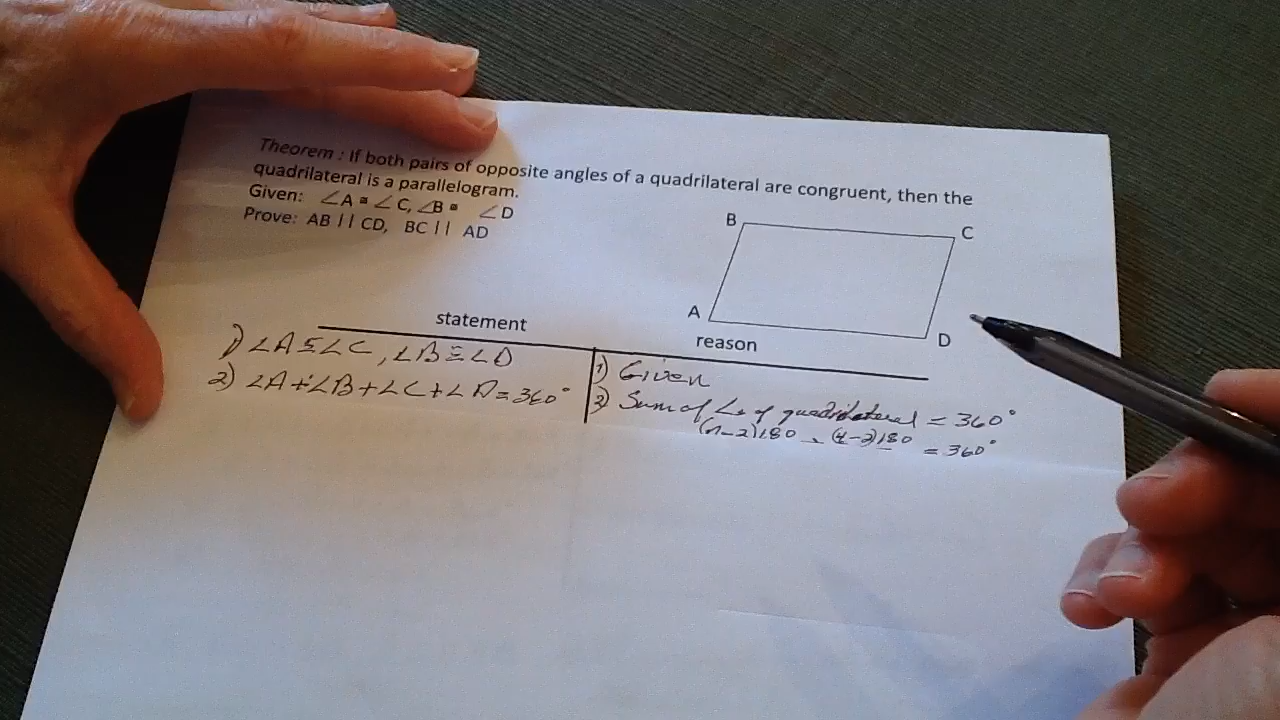 Theorem : If both pairs of opposite angles of a quadrilateral are congruent, then the
quadrilateral is a parallelogram.
Given: ∠A ≅ ∠C, ∠B ≅ ∠D
Prove: AB || CD, BC || AD
B
C
A
D
statement
reason
1) ∠A ≅ ∠C, ∠B ≅ ∠D
2) ∠A + ∠B + ∠C + ∠D = 360°
1) Given
2) Sum of ∠s of quadrilateral = 360°
(n-2)180, (4-2)180 = 360°